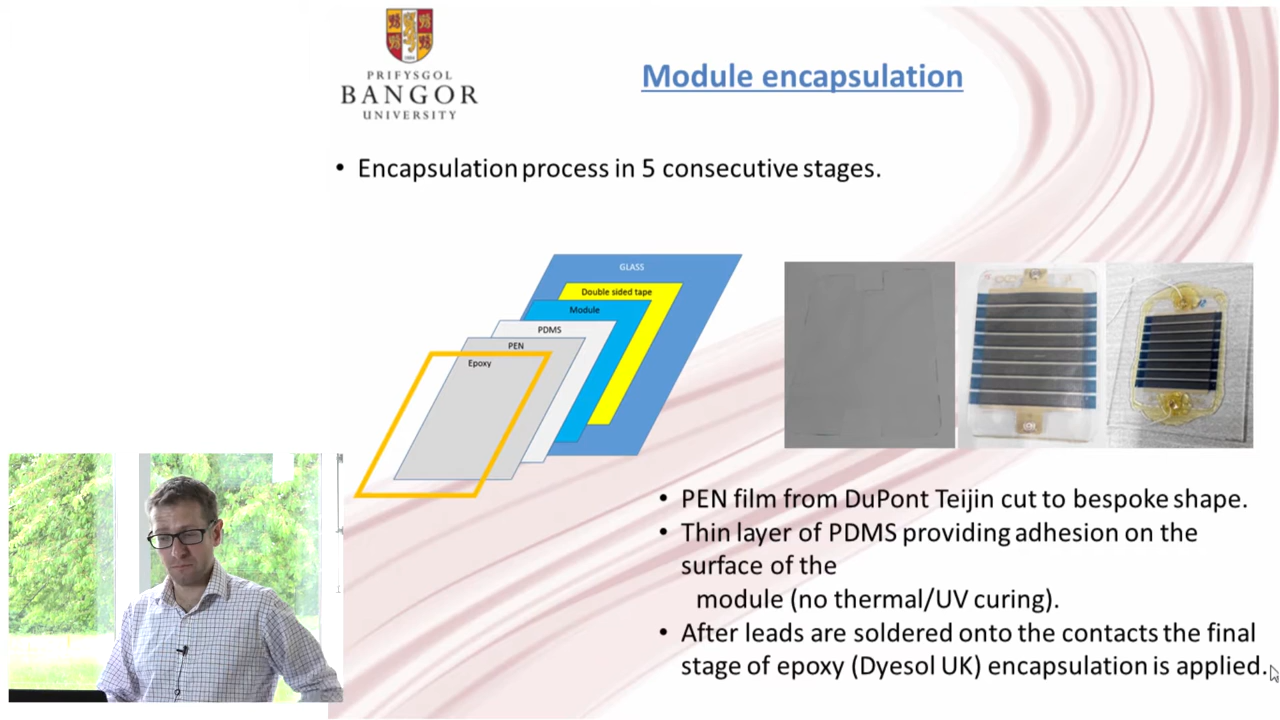 PRIFYSGOL
BANGOR
UNIVERSITY
Module encapsulation
• Encapsulation process in 5 consecutive stages.
GLASS
Double sided tape
Module
PDMS
PEN
Epoxy
• PEN film from DuPont Teijin cut to bespoke shape.
• Thin layer of PDMS providing adhesion on the
surface of the
module (no thermal/UV curing).
• After leads are soldered onto the contacts the final
stage of epoxy (Dyesol UK) encapsulation is applied.